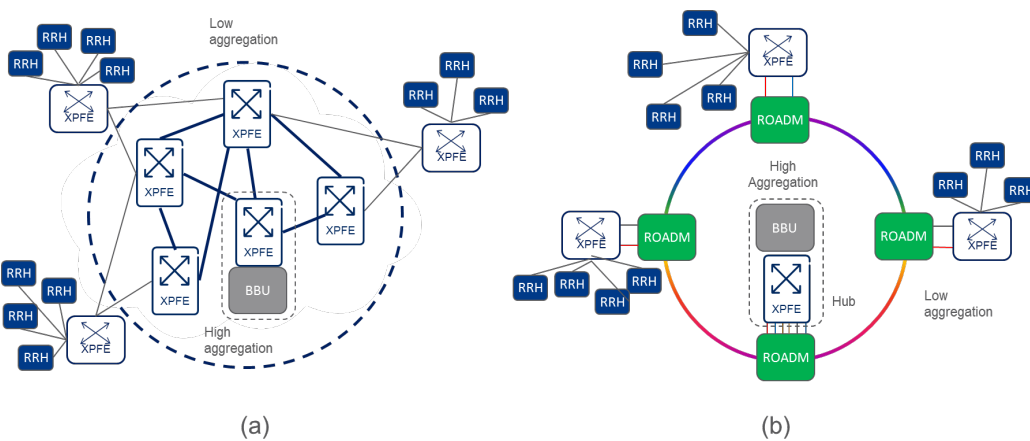 Low
aggregation
RRH
RRH
RRH
RRH
XPFE
XPFE
RRH
RRH
RRH
XPFE
XPFE
XPFE
XPFE
BBU
XPFE
High
aggregation
RRH
RRH
RRH
RRH
XPFE
(a)
RRH
RRH
RRH
RRH
XPFE
ROADM
High
Aggregation
BBU
XPFE
Hub
ROADM
XPFE
ROADM
RRH
RRH
RRH
RRH
ROADM
XPFE
RRH
RRH
RRH
Low
aggregation
(b)